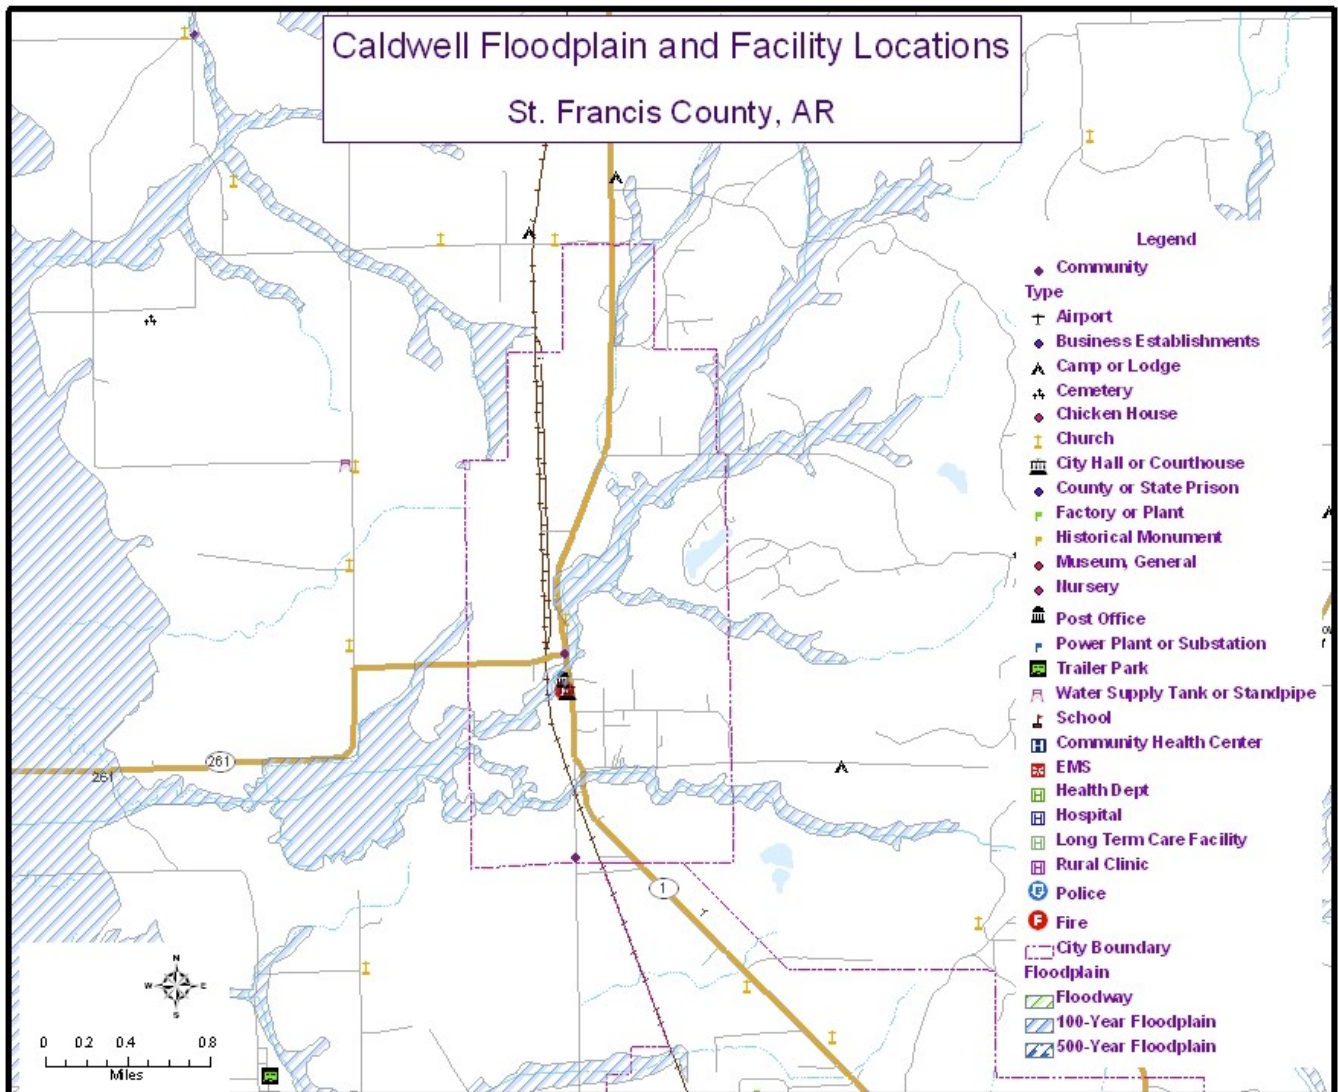 Caldwell Floodplain and Facility Locations
St. Francis County, AR
Legend
Community
Type
Airport
Business Establishments
Camp or Lodge
Cemetery
Chicken House
Church
City Hall or Courthouse
County or State Prison
Factory or Plant
Historical Monument
Museum, General
Nursery
Post Office
Power Plant or Substation
Trailer Park
Water Supply Tank or Standpipe
School
Community Health Center
EMS
Health Dept
Hospital
Long Term Care Facility
Rural Clinic
Police
Fire
City Boundary
Floodplain
Floodway
100-Year Floodplain
500-Year Floodplain
261
261
1
N
W E
S
0 0.2 0.4 0.8
Miles